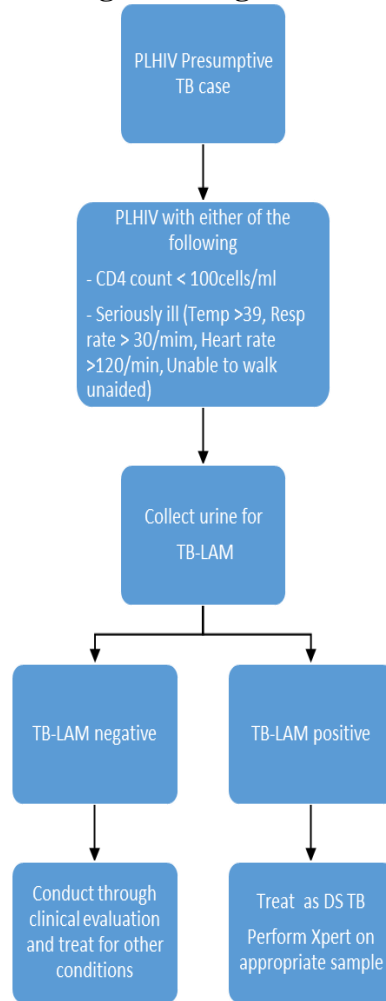 PLHIV Presumptive
TB case
PLHIV with either of the
following
- CD4 count < 100cells/ml
- Seriously ill (Temp >39, Resp
rate > 30/mim, Heart rate
>120/min, Unable to walk
unaided)
Collect urine for
TB-LAM
TB-LAM negative
TB-LAM positive
Conduct through
clinical evaluation
and treat for other
conditions
Treat as DS TB
Perform Xpert on
appropriate sample